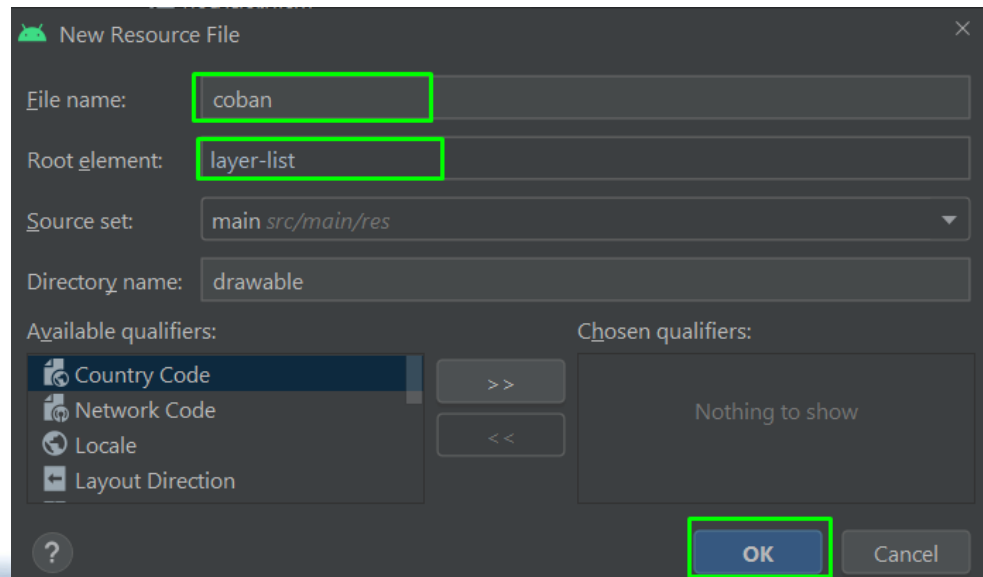 New Resource File
File name:
coban
Root element:
layer-list
Source set:
main src/main/res
Directory name:
drawable
Available qualifiers:
Chosen qualifiers:
Country Code
Network Code
Locale
Layout Direction
>>
<<
Nothing to show
?
OK
Cancel